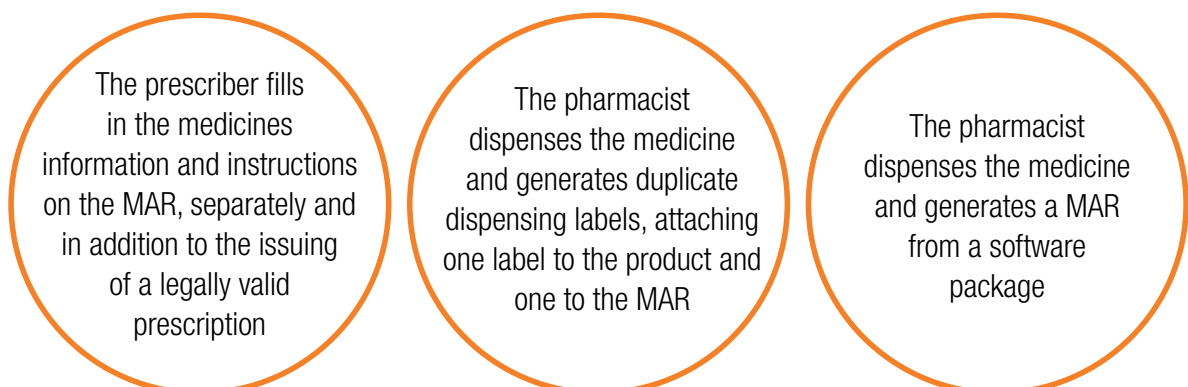 The prescriber fills
in the medicines
information and instructions
on the MAR, separately and
in addition to the issuing
of a legally valid
prescription
The pharmacist
dispenses the medicine
and generates duplicate
dispensing labels, attaching
one label to the product and
one to the MAR
The pharmacist
dispenses the medicine
and generates a MAR
from a software
package